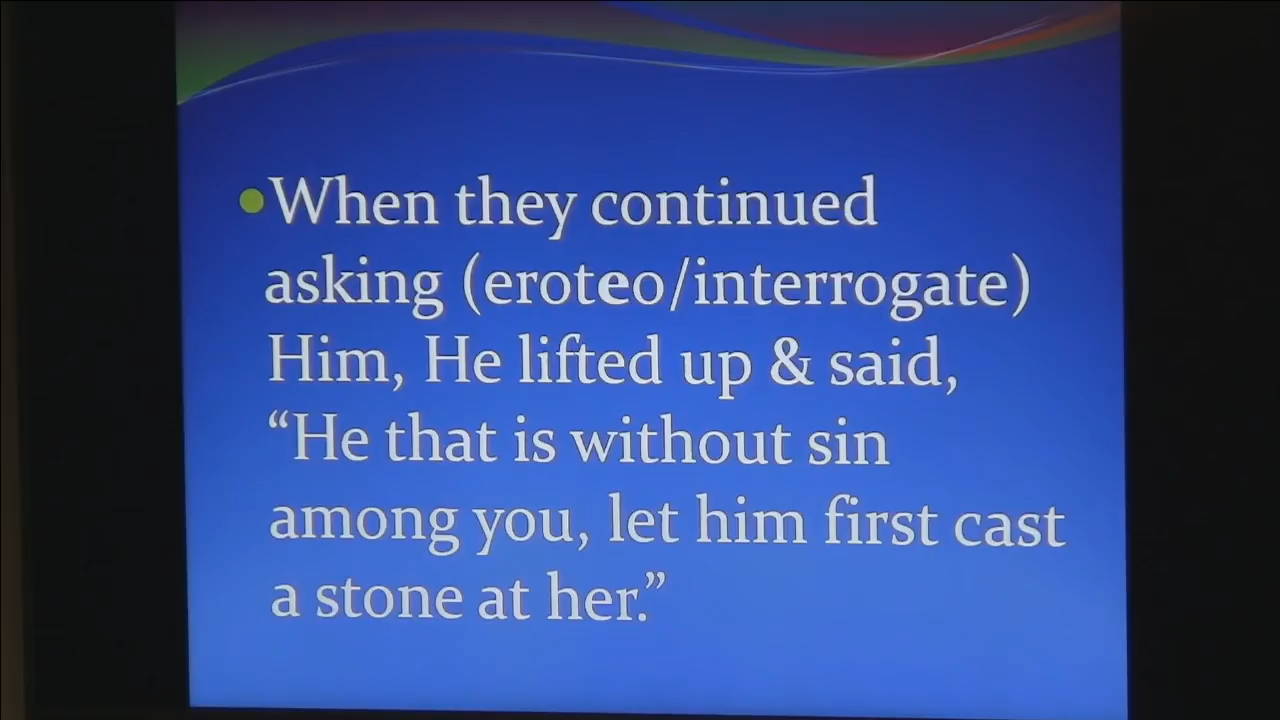 •When they continued
asking (eroteo/interrogate)
Him, He lifted up & said,
“He that is without sin
among you, let him first cast
a stone at her.”